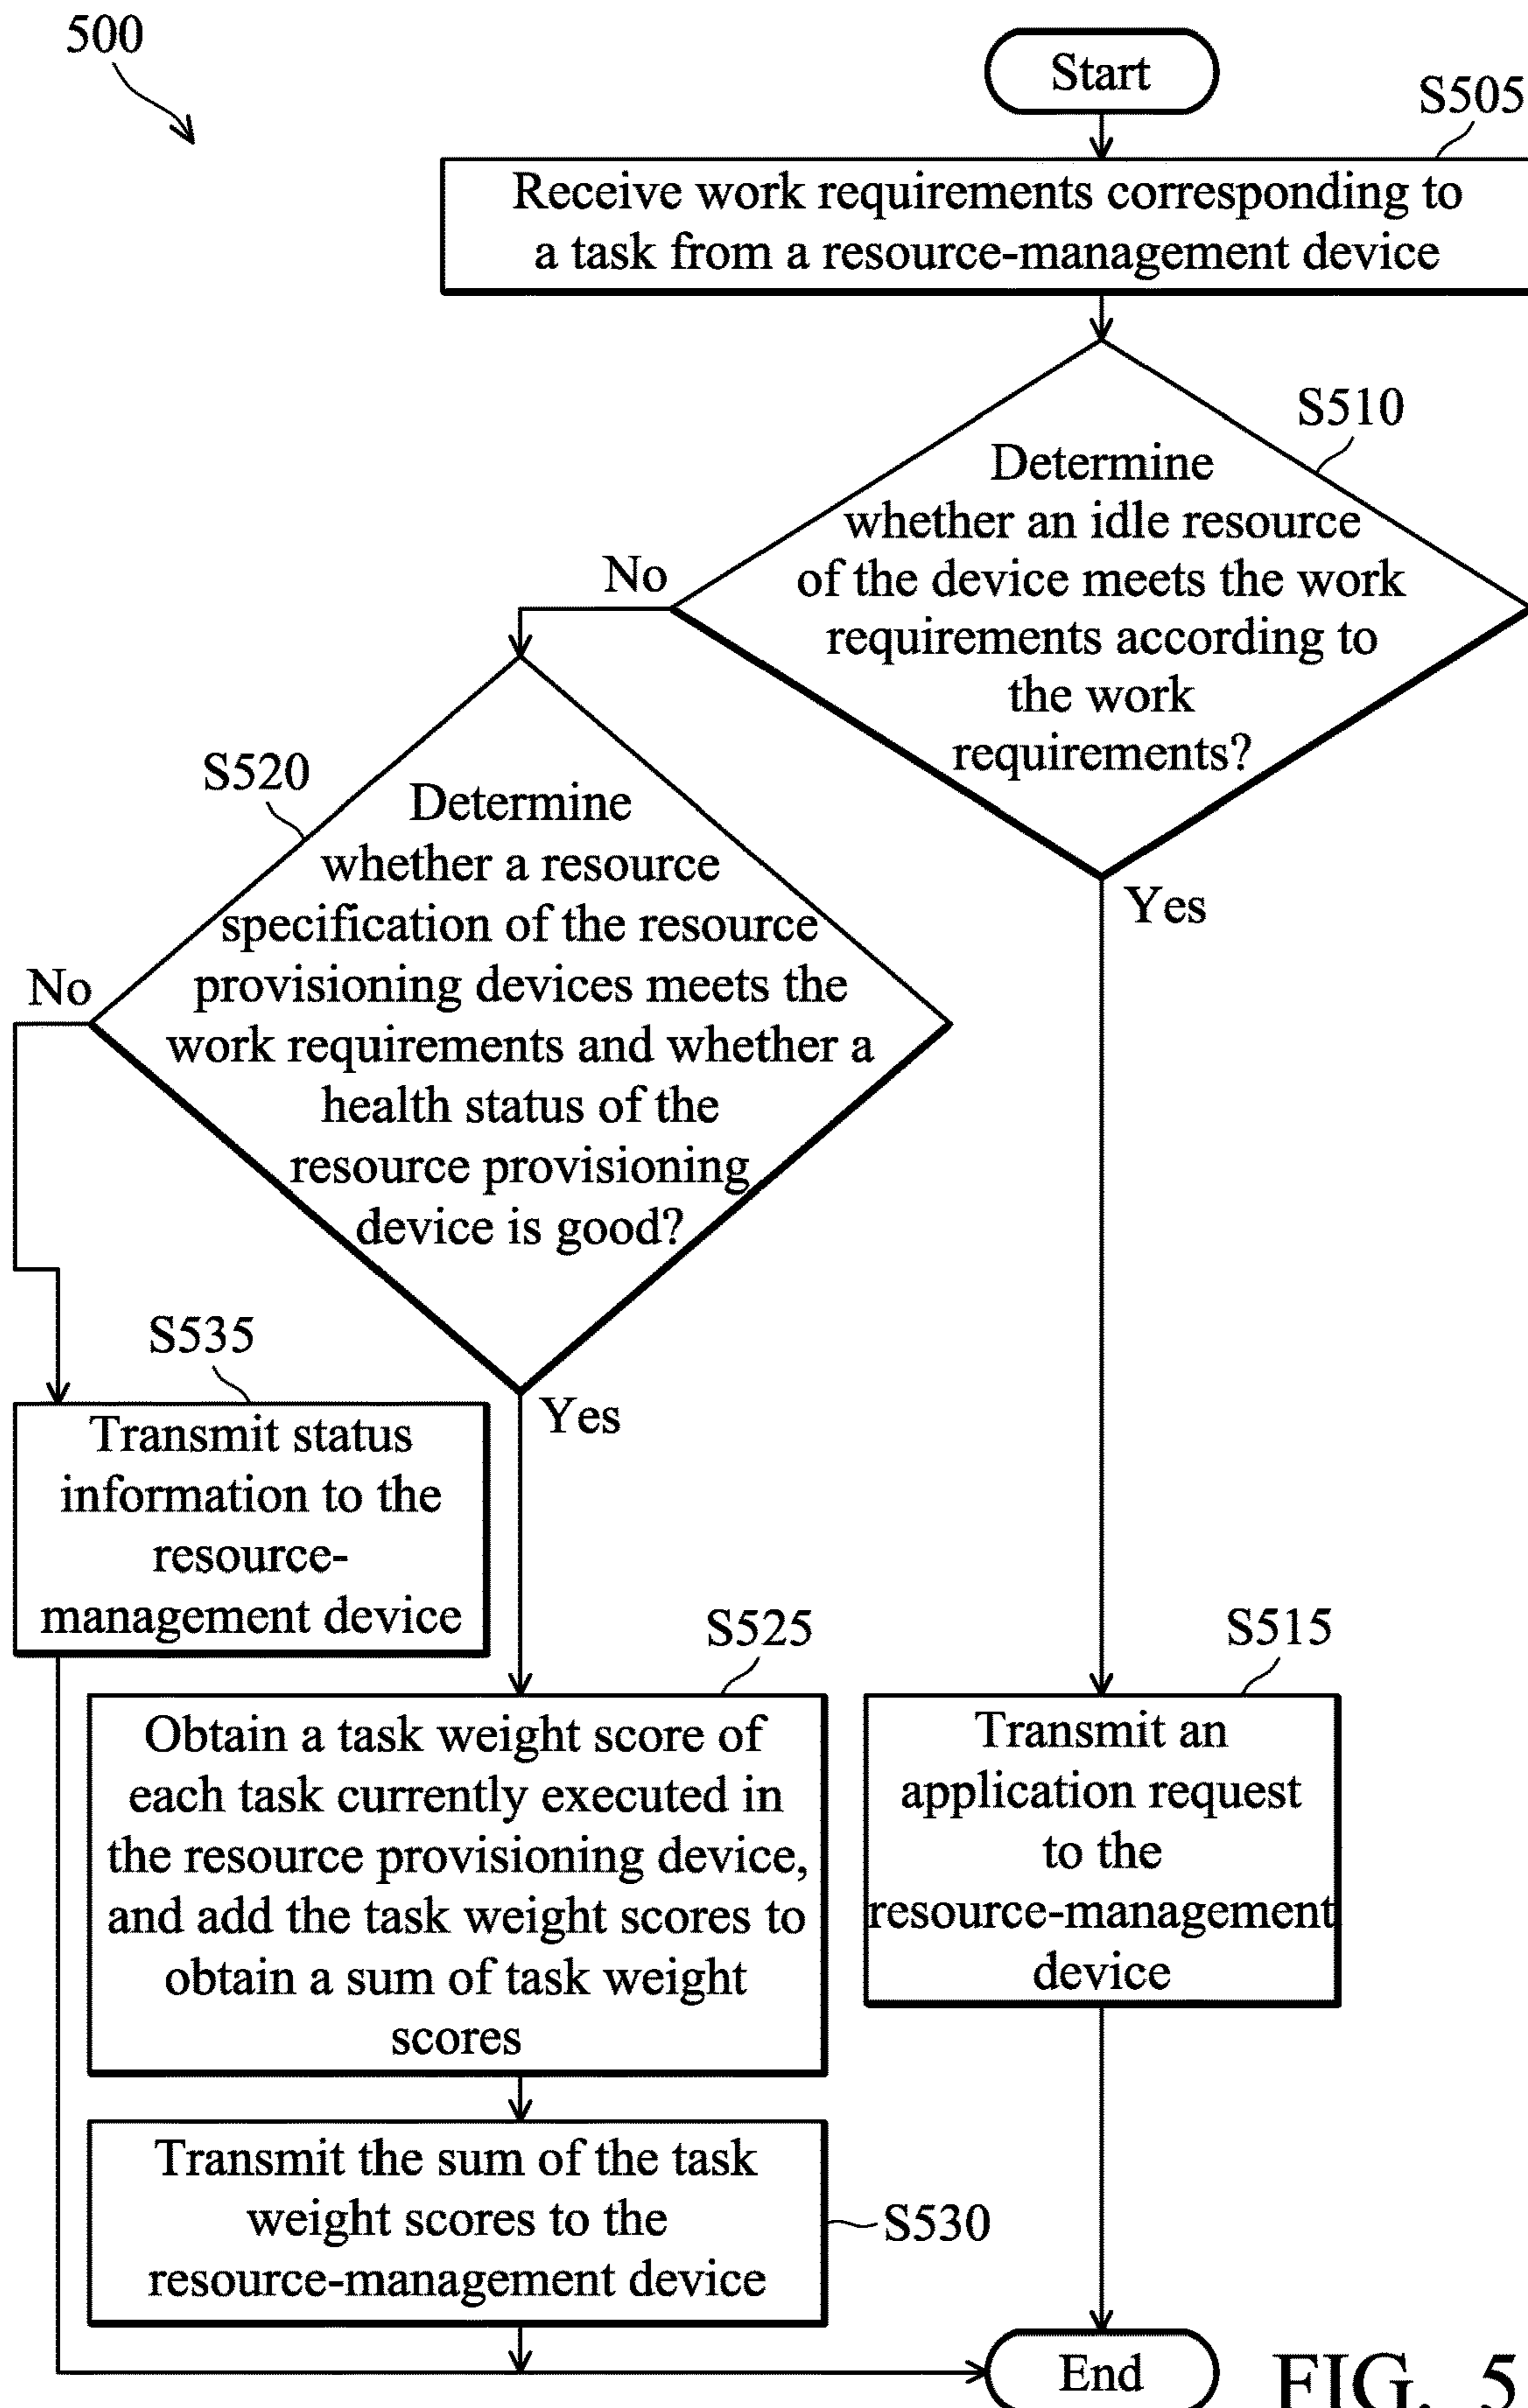 500
Start
S505
Receive work requirements corresponding to
a task from a resource-management device
S510
Determine
whether an idle resource
of the device meets the work
requirements according to
the work
requirements?
No
Yes
S520
Determine
whether a resource
specification of the resource
provisioning devices meets the
work requirements and whether a
health status of the
resource provisioning
device is good?
No
Yes
S535
Transmit status
information to the
resource-
management device
S525
Obtain a task weight score of
each task currently executed in
the resource provisioning device,
and add the task weight scores to
obtain a sum of task weight
scores
S515
Transmit an
application request
to the
resource-management
device
Transmit the sum of the task
weight scores to the
resource-management device
S530
End
FIG. 5